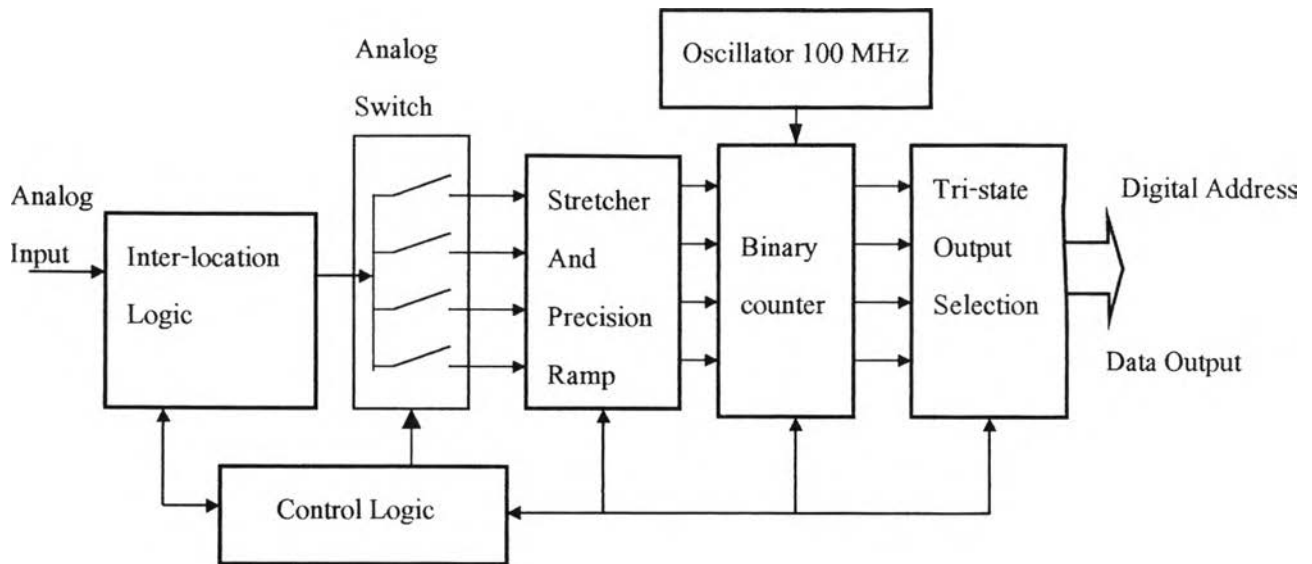 Analog
Switch
Oscillator 100 MHz
Analog
Input
Inter-location
Logic
Stretcher
And
Precision
Ramp
Binary
counter
Tri-state
Output
Selection
Digital Address
Data Output
Control Logic